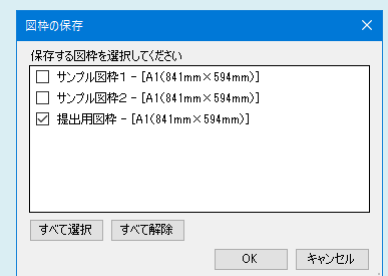 図枠の保存
保存する図枠を選択してください
サンプル図枠1 - [A1(841mm×594mm)]
サンプル図枠2 - [A1(841mm×594mm)]
提出用図枠 - [A1(841mm×594mm)]
すべて選択 すべて解除
OK キャンセル